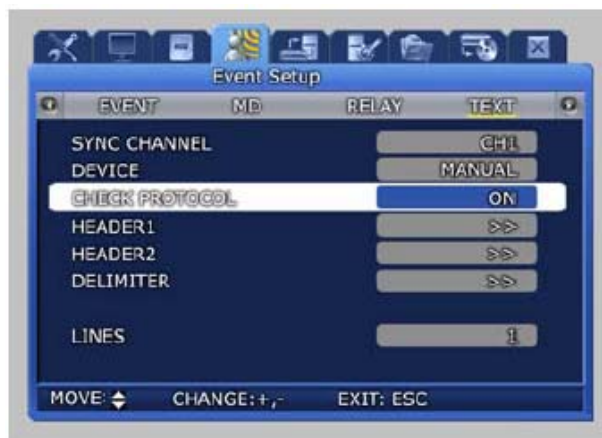 Event Setup
EVENT MD RELAY TEXT
SYNC CHANNEL CH1
DEVICE MANUAL
CHECK PROTOCOL ON
HEADER1 >>
HEADER2 >>
DELIMITER >>
LINES 1
MOVE: CHANGE:+,- EXIT: ESC